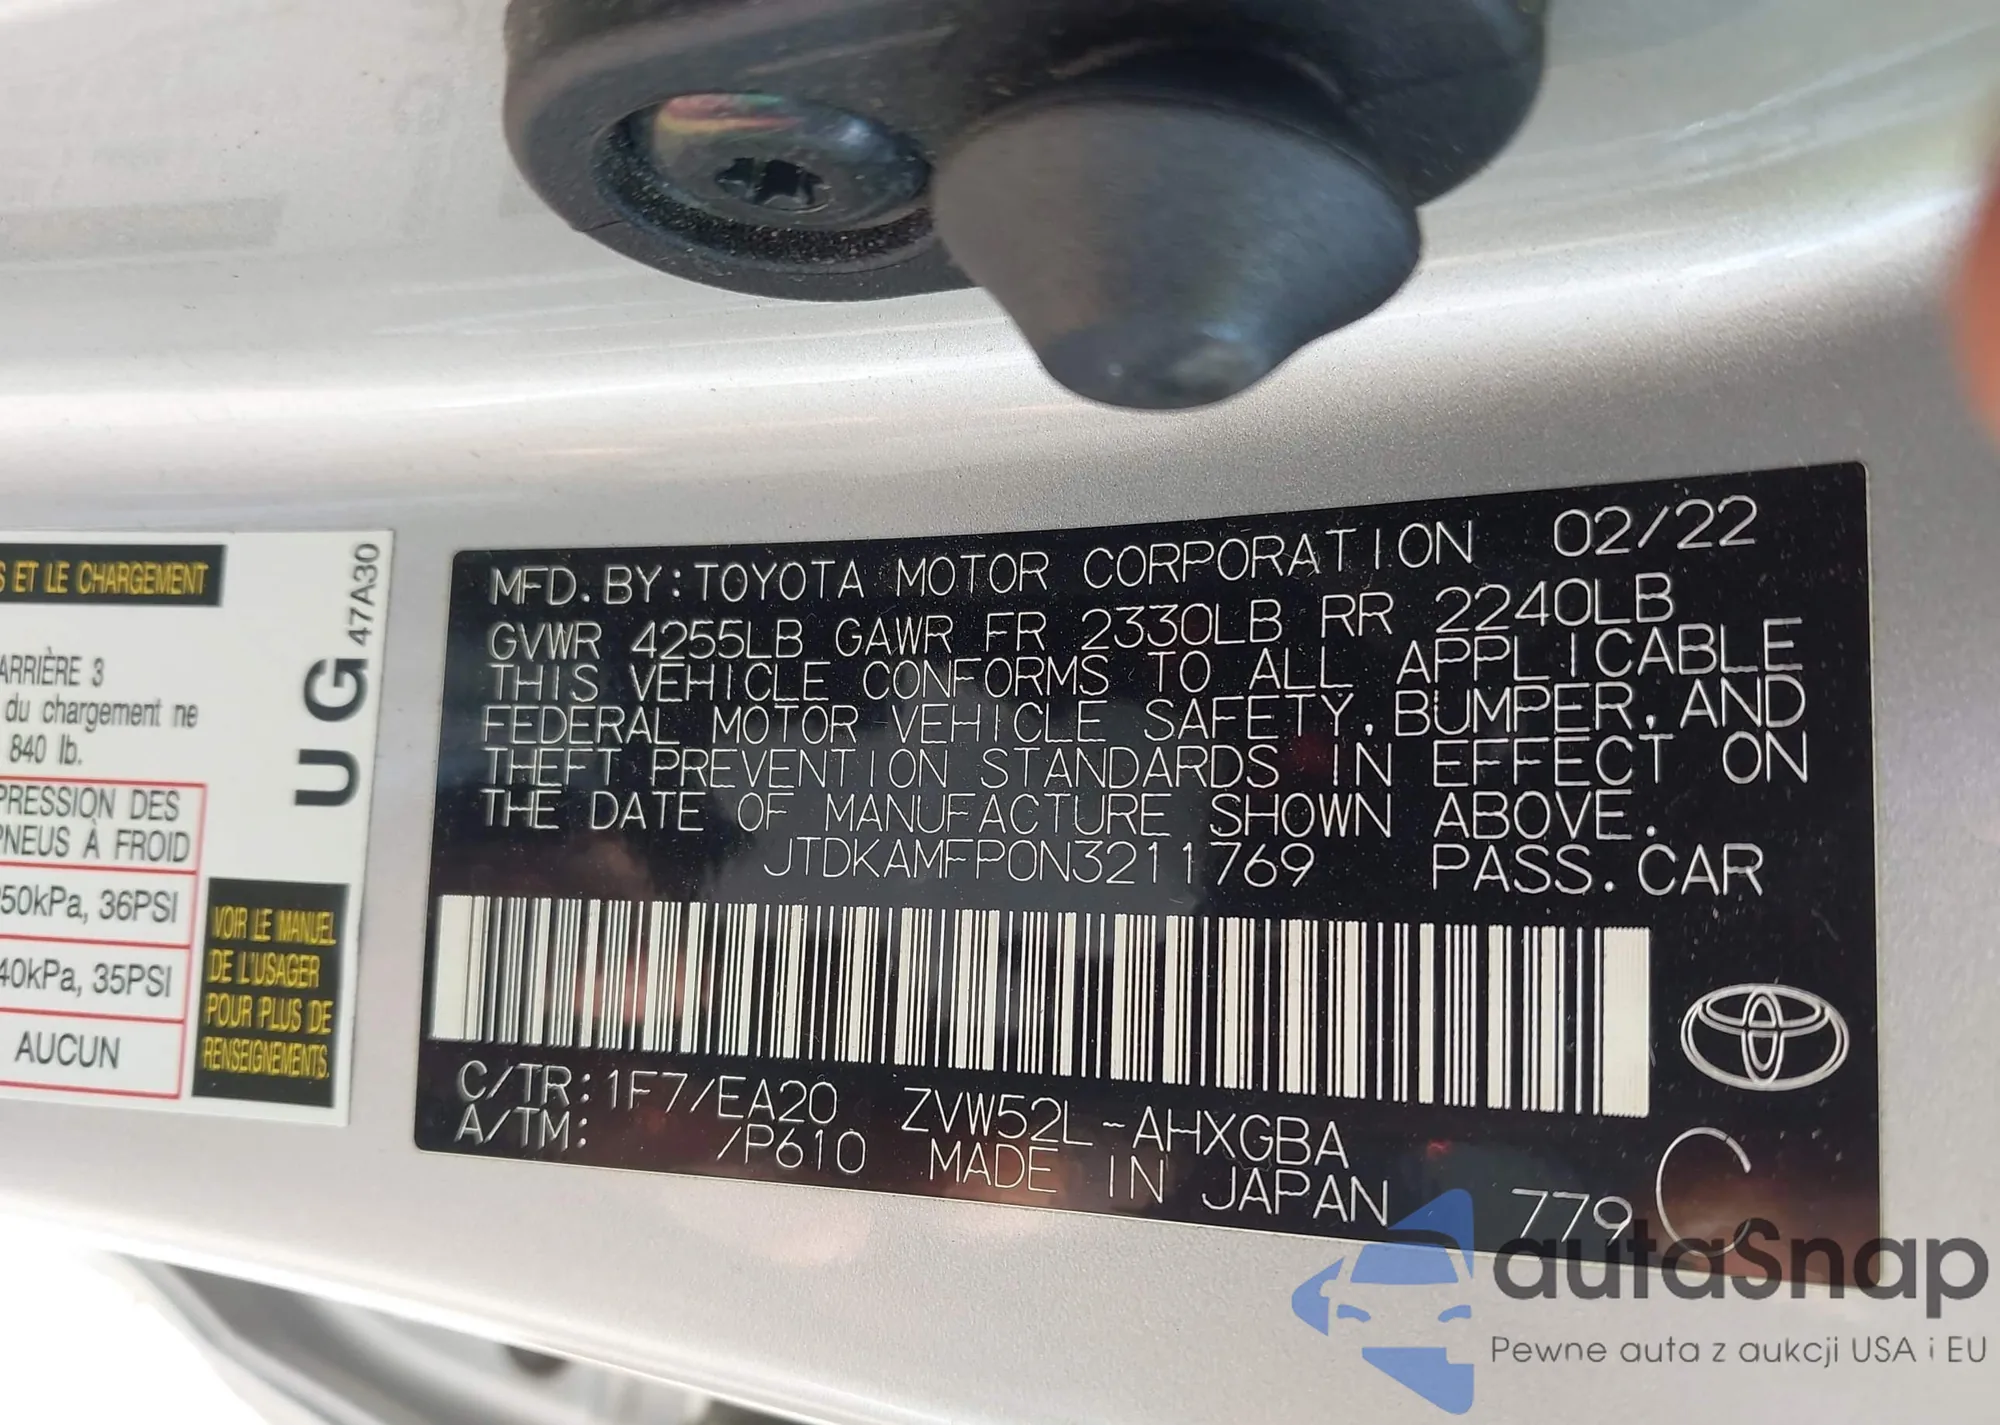 S ET LE CHARGEMENT
ARRIÈRE 3
du chargement ne
840 lb.
PRESSION DES
PNEUS À FROID
50kPa, 36PSI
40kPa, 35PSI
AUCUN
UG 47A30
VOIR LE MANUEL
DE L'USAGER
POUR PLUS DE
RENSEIGNEMENTS.
MFD. BY: TOYOTA MOTOR CORPORATION 02/22
GVWR 4255LB GAWR FR 2330LB RR 2240LB
THIS VEHICLE CONFORMS TO ALL APPLICABLE
FEDERAL MOTOR VEHICLE SAFETY, BUMPER, AND
THEFT PREVENTION STANDARDS IN EFFECT ON
THE DATE OF MANUFACTURE SHOWN ABOVE.
JTDKAMFP0N3211769 PASS. CAR
C/TR: 1F7/EA20 ZVW52L-AHXGBA
A/TM: /P610 MADE IN JAPAN 779 C
autaSnap
Pewne auta z aukcji USA i EU